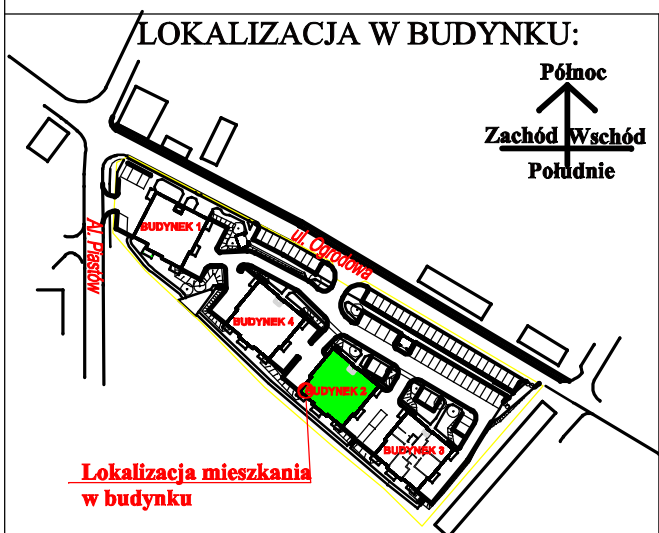 LOKALIZACJA W BUDYNKU:
Północ
Zachód Wschód
Południe
BUDYNEK 1
ul. Ogrodowa
Al. Piastów
BUDYNEK 4
BUDYNEK 2
BUDYNEK 3
Lokalizacja mieszkania
w budynku